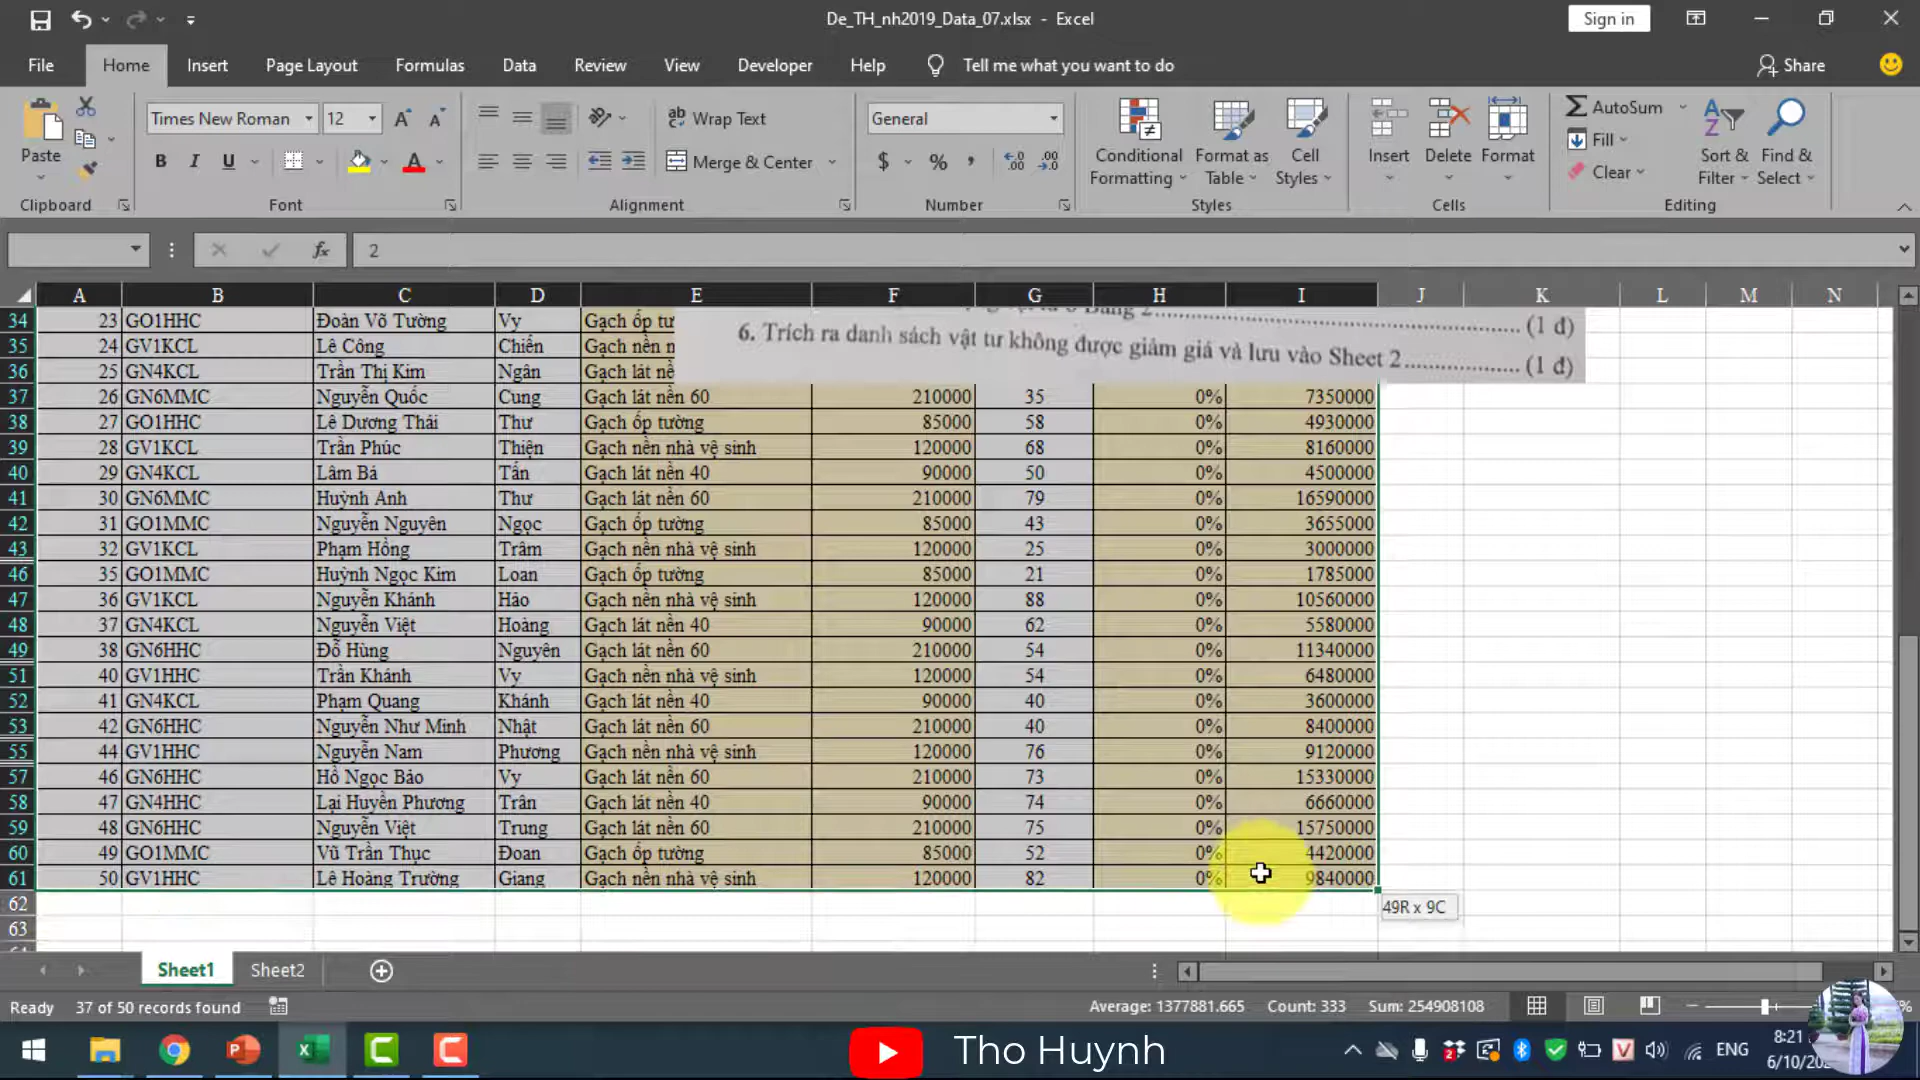 De_TH_nh2019_Data_07.xlsx - Excel
Sign in
File Home Insert Page Layout Formulas Data Review View Developer Help Tell me what you want to do Share
Paste
Clipboard
Times New Roman 12
B I U
Font
Wrap Text
Merge & Center
Alignment
General
$ % ,
Number
Conditional Formatting
Format as Table
Cell Styles
Styles
Insert Delete Format
Cells
AutoSum
Fill
Clear
Sort & Filter
Find & Select
Editing
fx 2
A B C D E F G H I J K L M N
6. Trích ra danh sách vật tư không được giảm giá và lưu vào Sheet 2 (1 đ)
(1 đ)
34 23 GO1HHC Đoàn Võ Tường Vy Gạch ốp tư
35 24 GV1KCL Lê Công Chiến Gạch nền n
36 25 GN4KCL Trần Thị Kim Ngân Gạch lát nề
37 26 GN6MMC Nguyễn Quốc Cung Gạch lát nền 60 210000 35 0% 7350000
38 27 GO1HHC Lê Dương Thái Thư Gạch ốp tường 85000 58 0% 4930000
39 28 GV1KCL Trần Phúc Thiện Gạch nền nhà vệ sinh 120000 68 0% 8160000
40 29 GN4KCL Lâm Bá Tấn Gạch lát nền 40 90000 50 0% 4500000
41 30 GN6MMC Huỳnh Anh Thư Gạch lát nền 60 210000 79 0% 16590000
42 31 GO1MMC Nguyễn Nguyên Ngọc Gạch ốp tường 85000 43 0% 3655000
43 32 GV1KCL Phạm Hồng Trâm Gạch nền nhà vệ sinh 120000 25 0% 3000000
46 35 GO1MMC Huỳnh Ngọc Kim Loan Gạch ốp tường 85000 21 0% 1785000
47 36 GV1KCL Nguyễn Khánh Hảo Gạch nền nhà vệ sinh 120000 88 0% 10560000
48 37 GN4KCL Nguyễn Việt Hoàng Gạch lát nền 40 90000 62 0% 5580000
49 38 GN6HHC Đỗ Hùng Nguyên Gạch lát nền 60 210000 54 0% 11340000
51 40 GV1HHC Trần Khánh Vy Gạch nền nhà vệ sinh 120000 54 0% 6480000
52 41 GN4KCL Phạm Quang Khánh Gạch lát nền 40 90000 40 0% 3600000
53 42 GN6HHC Nguyễn Như Minh Nhật Gạch lát nền 60 210000 40 0% 8400000
55 44 GV1HHC Nguyễn Nam Phương Gạch nền nhà vệ sinh 120000 76 0% 9120000
57 46 GN6HHC Hồ Ngọc Bảo Vy Gạch lát nền 60 210000 73 0% 15330000
58 47 GN4HHC Lại Huyền Phương Trân Gạch lát nền 40 90000 74 0% 6660000
59 48 GN6HHC Nguyễn Việt Trung Gạch lát nền 60 210000 75 0% 15750000
60 49 GO1MMC Vũ Trần Thục Đoan Gạch ốp tường 85000 52 0% 4420000
61 50 GV1HHC Lê Hoàng Trường Giang Gạch nền nhà vệ sinh 120000 82 0% 9840000
62
49R x 9C
63
Sheet1 Sheet2
Ready 37 of 50 records found Average: 1377881.665 Count: 333 Sum: 254908108
Tho Huynh
ENG
8:21
6/10/20